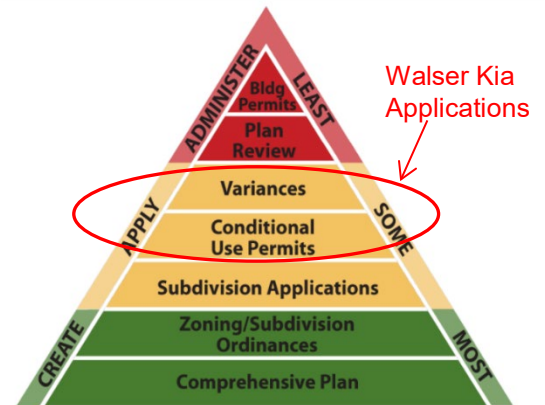 ADMINISTER
LEAST
Bldg
Permits
Plan
Review
Walser Kia
Applications
APPLY
SOME
Variances
Conditional
Use Permits
Subdivision Applications
CREATE
MOST
Zoning/Subdivision
Ordinances
Comprehensive Plan